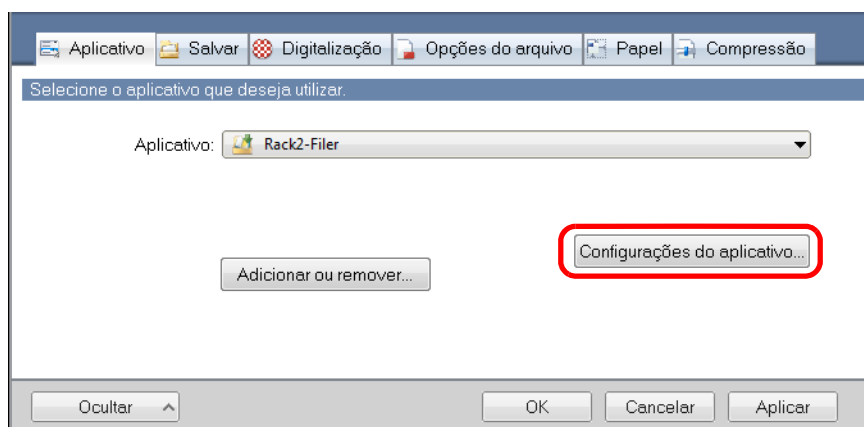 Aplicativo Salvar Digitalização Opções do arquivo Papel Compressão
Selecione o aplicativo que deseja utilizar.
Aplicativo: Rack2-Filer
Configurações do aplicativo...
Adicionar ou remover...
Ocultar OK Cancelar Aplicar